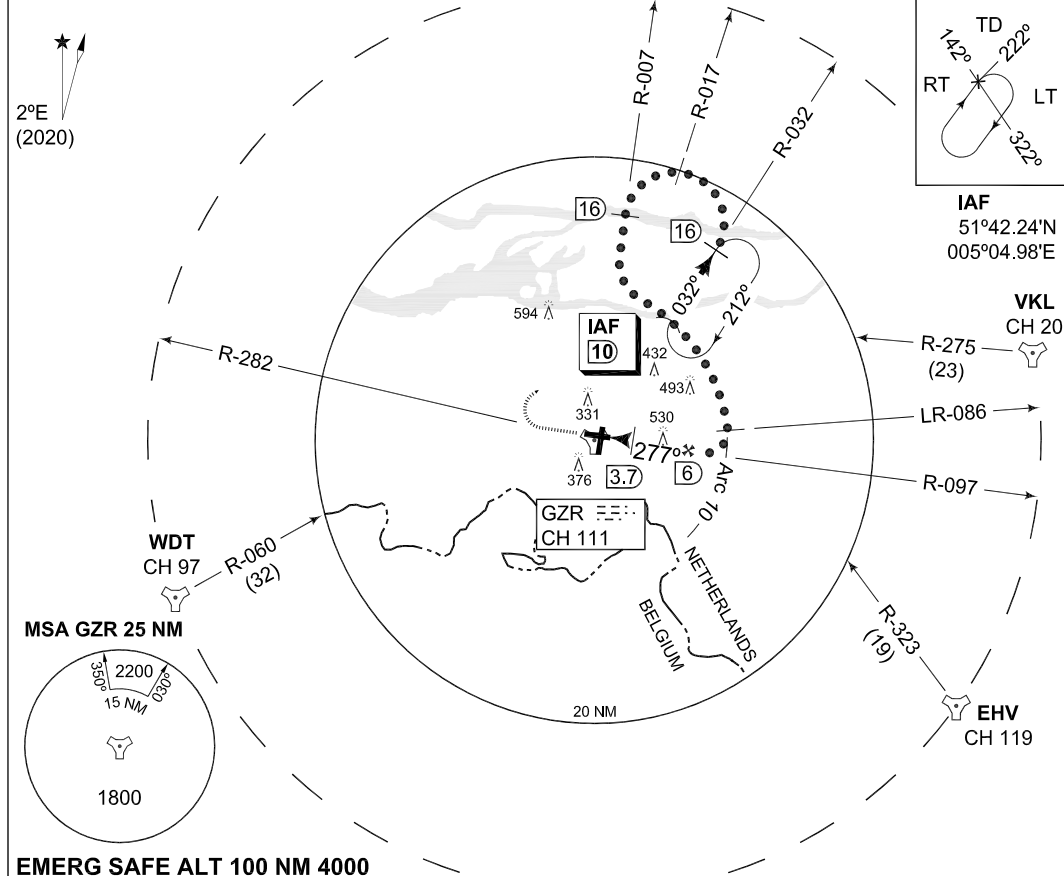 2ºE
(2020)
R-007
R-017
R-032
TD
142º
222º
RT
LT
322º
IAF
51º42.24'N
005º04.98'E
16
16
032º
212º
594
IAF
10
432
493
331
530
376
277º
3.7
6
Arc 10
GZR
CH 111
R-282
VKL
CH 20
R-275
(23)
LR-086
R-097
WDT
CH 97
R-060
(32)
NETHERLANDS
BELGIUM
R-323
(19)
EHV
CH 119
20 NM
MSA GZR 25 NM
350º
2200
030º
15 NM
1800
EMERG SAFE ALT 100 NM 4000